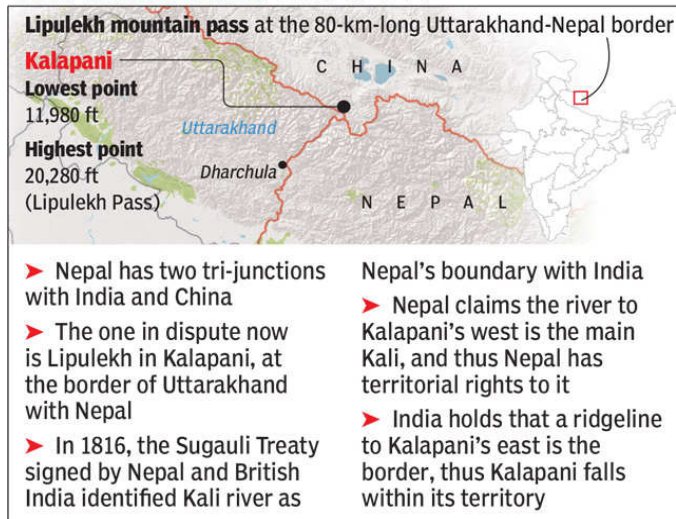 Lipulekh mountain pass at the 80-km-long Uttarakhand-Nepal border
Kalapani
Lowest point
11,980 ft
Highest point
20,280 ft
(Lipulekh Pass)
CHINA
Uttarakhand
Dharchula
NEPAL
➤ Nepal has two tri-junctions
with India and China
➤ The one in dispute now
is Lipulekh in Kalapani, at
the border of Uttarakhand
with Nepal
➤ In 1816, the Sugauli Treaty
signed by Nepal and British
India identified Kali river as
Nepal's boundary with India
➤ Nepal claims the river to
Kalapani's west is the main
Kali, and thus Nepal has
territorial rights to it
➤ India holds that a ridgeline
to Kalapani's east is the
border, thus Kalapani falls
within its territory